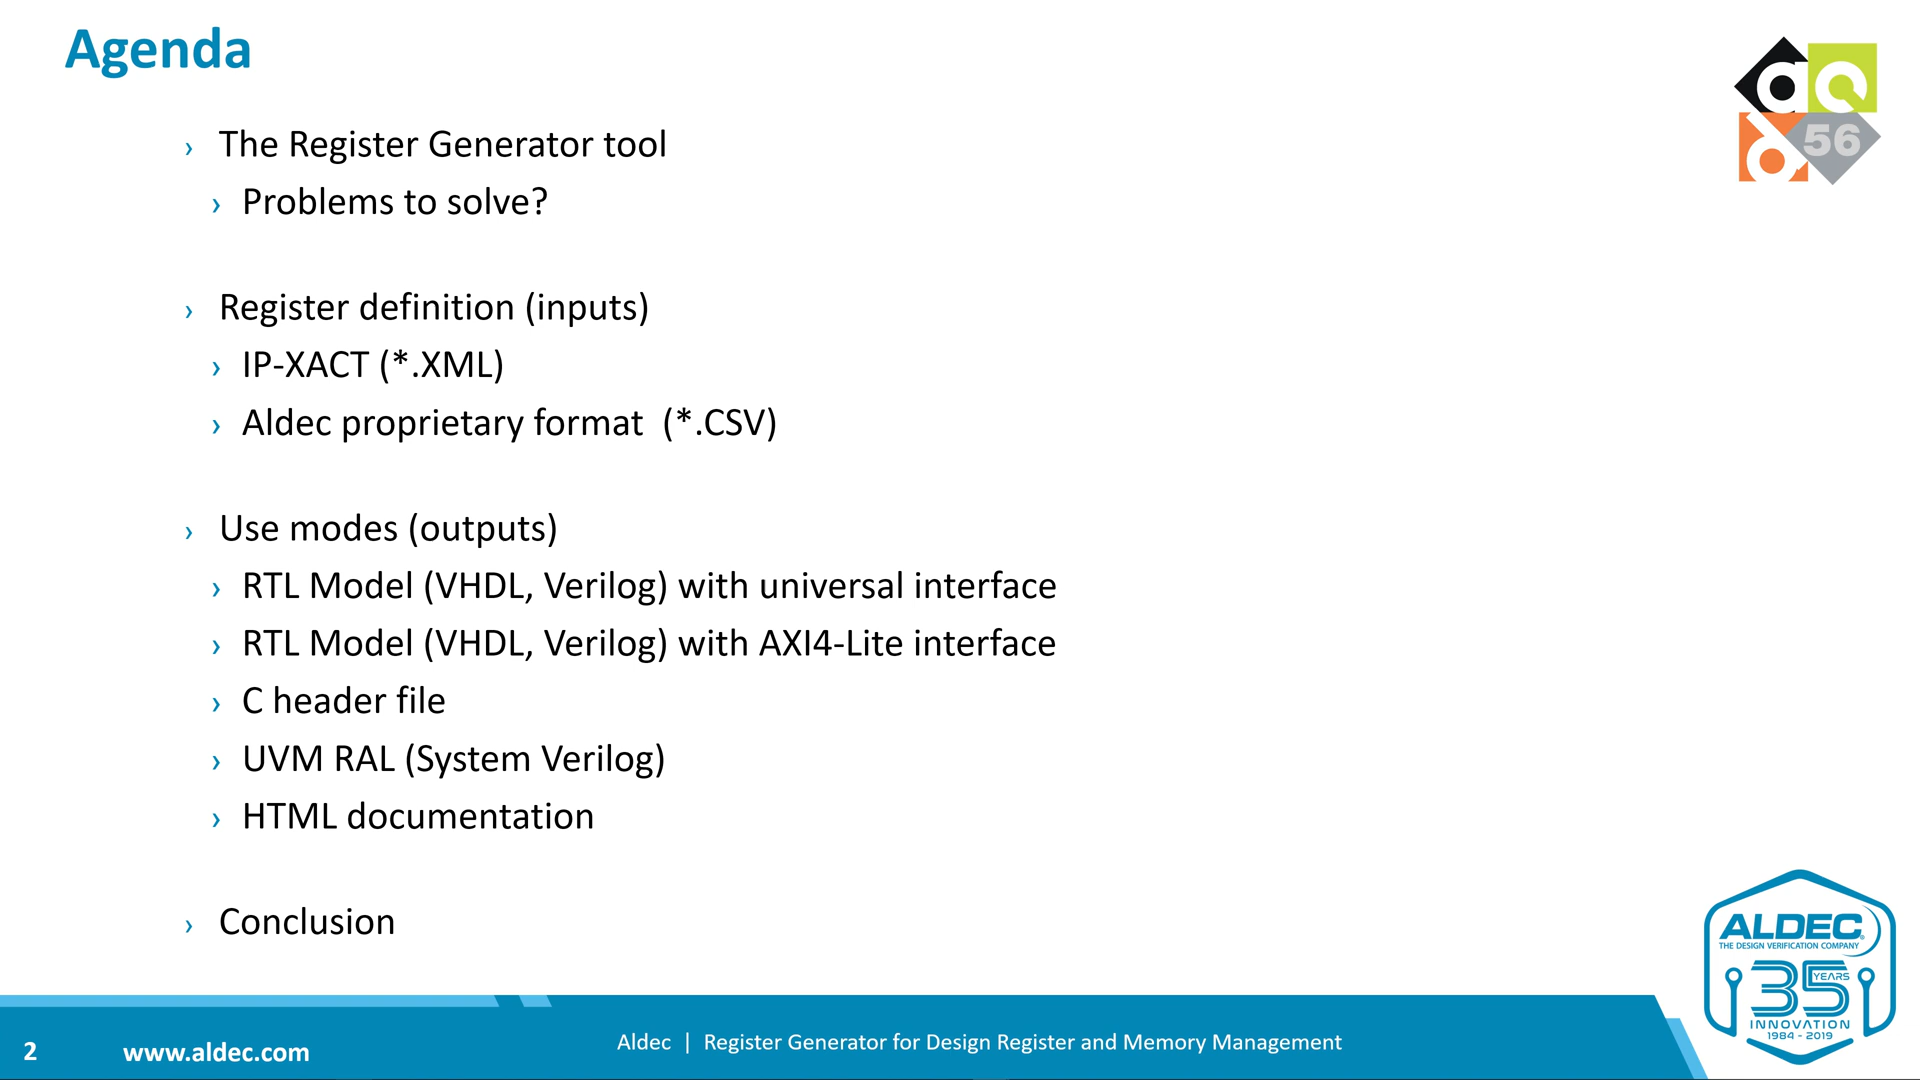 Agenda
› The Register Generator tool
› Problems to solve?
› Register definition (inputs)
› IP-XACT (*.XML)
› Aldec proprietary format  (*.CSV)
› Use modes (outputs)
› RTL Model (VHDL, Verilog) with universal interface
› RTL Model (VHDL, Verilog) with AXI4-Lite interface
› C header file
› UVM RAL (System Verilog)
› HTML documentation
› Conclusion
56
ALDEC®
THE DESIGN VERIFICATION COMPANY
35 YEARS
INNOVATION
1984 - 2019
2
www.aldec.com
Aldec | Register Generator for Design Register and Memory Management